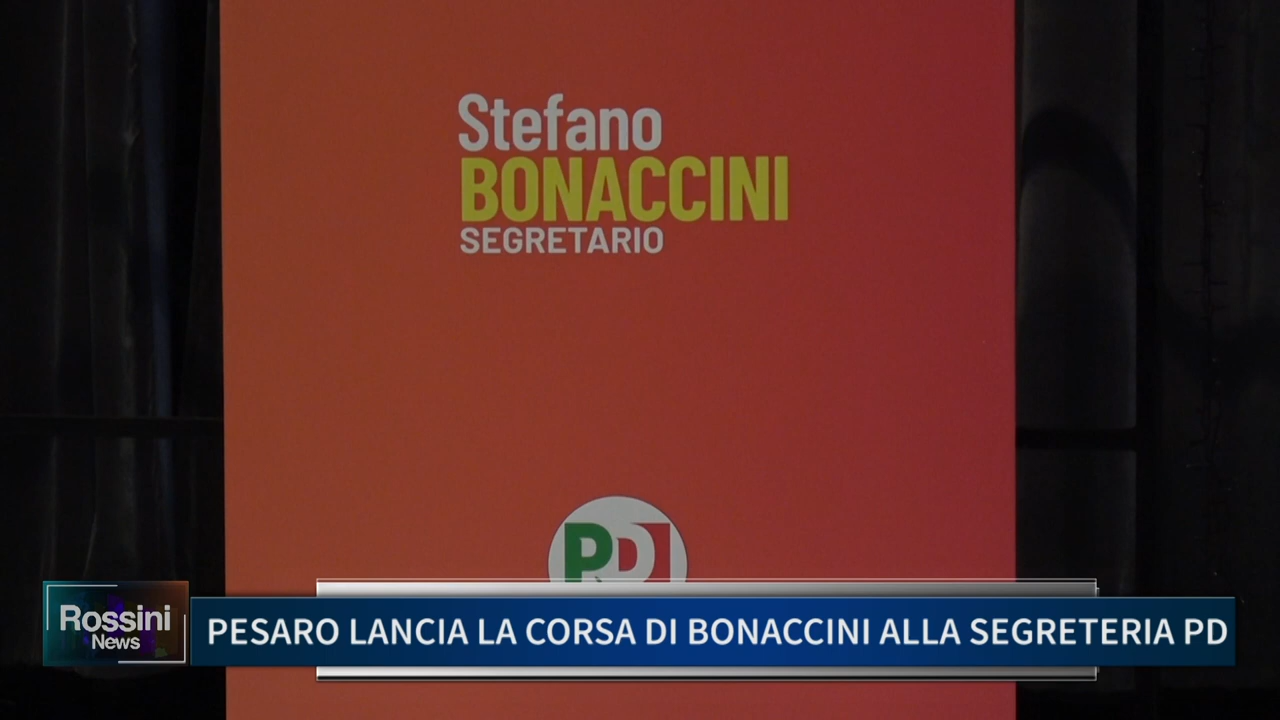 Stefano
BONACCINI
SEGRETARIO
PD
Rossini
News
PESARO LANCIA LA CORSA DI BONACCINI ALLA SEGRETERIA PD